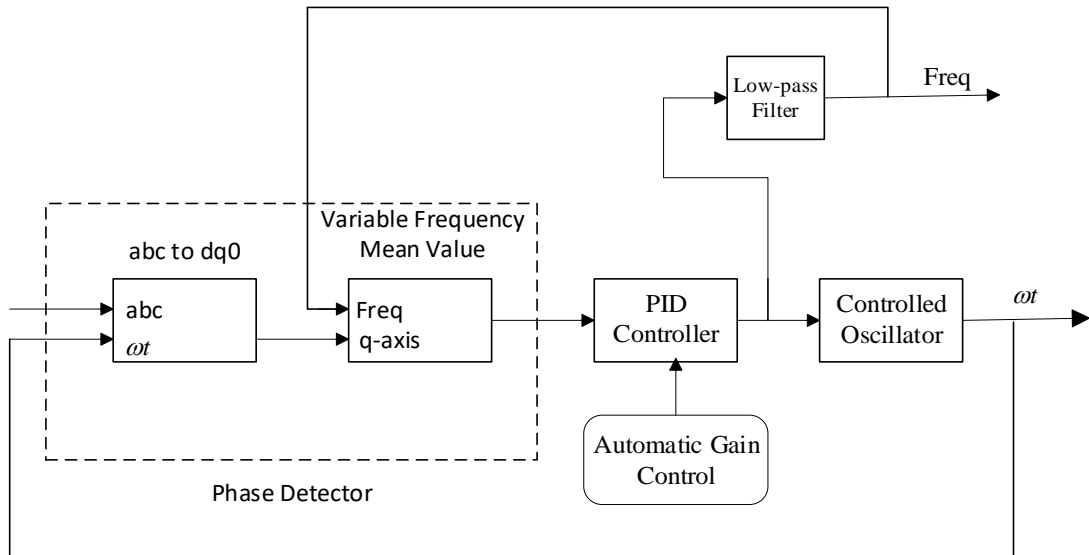 Low-pass
Filter
Freq
Variable Frequency
Mean Value
abc to dq0
abc
ωt
Freq
q-axis
PID
Controller
Controlled
Oscillator
ωt
Automatic Gain
Control
Phase Detector